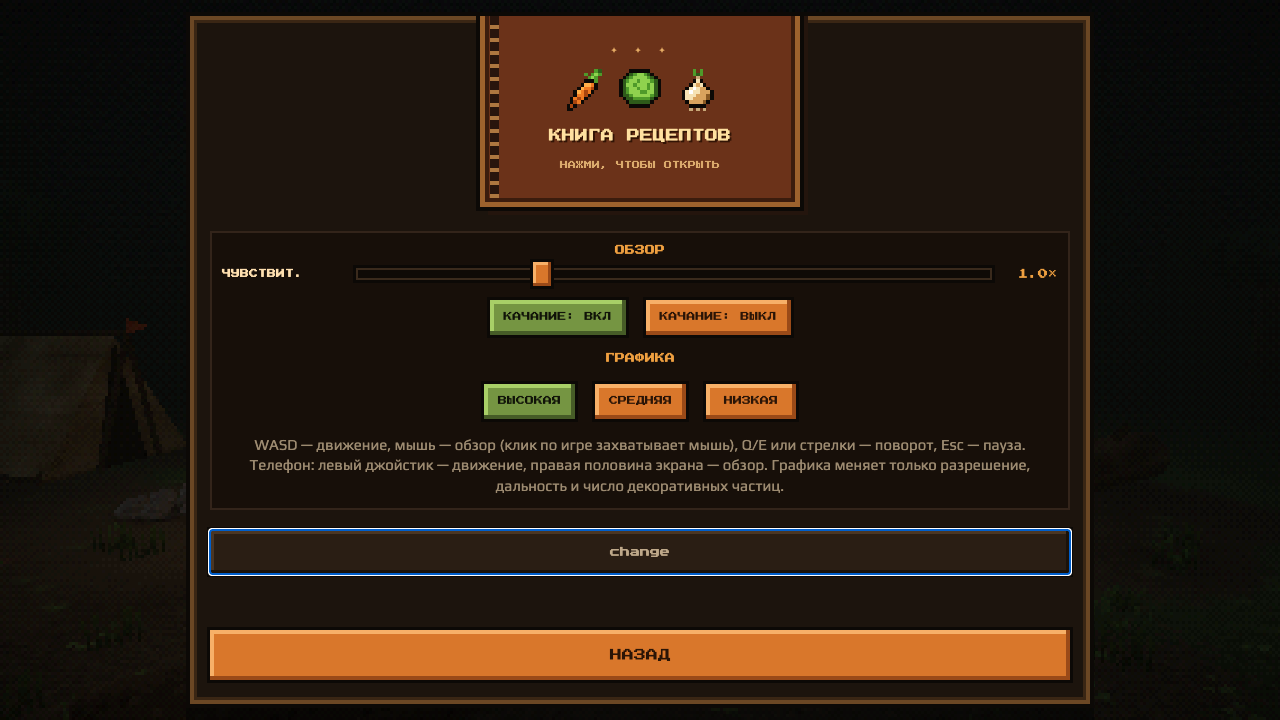 КНИГА РЕЦЕПТОВ
НАЖМИ, ЧТОБЫ ОТКРЫТЬ
ОБЗОР
ЧУВСТВИТ. 1.0×
КАЧАНИЕ: ВКЛ КАЧАНИЕ: ВЫКЛ
ГРАФИКА
ВЫСОКАЯ СРЕДНЯЯ НИЗКАЯ
WASD — движение, мышь — обзор (клик по игре захватывает мышь), Q/E или стрелки — поворот, Esc — пауза.
Телефон: левый джойстик — движение, правая половина экрана — обзор. Графика меняет только разрешение,
дальность и число декоративных частиц.
change
НАЗАД